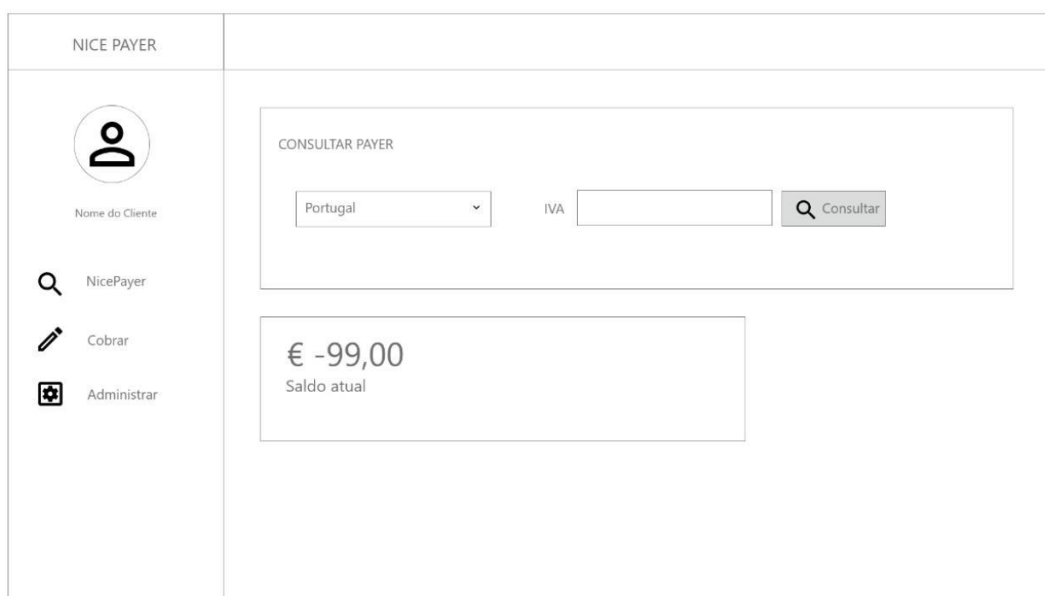 NICE PAYER
Nome do Cliente
NicePayer
Cobrar
Administrar
CONSULTAR PAYER
Portugal
IVA
Consultar
€ -99,00
Saldo atual